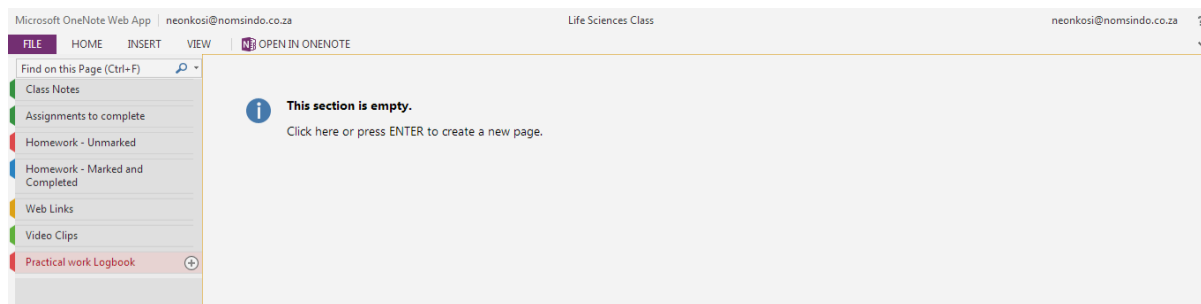 Microsoft OneNote Web App | neonkosi@nomsindo.co.za Life Sciences Class neonkosi@nomsindo.co.za ?
FILE HOME INSERT VIEW OPEN IN ONENOTE
Find on this Page (Ctrl+F)
Class Notes
Assignments to complete
Homework - Unmarked
Homework - Marked and
Completed
Web Links
Video Clips
Practical work Logbook
This section is empty.
Click here or press ENTER to create a new page.